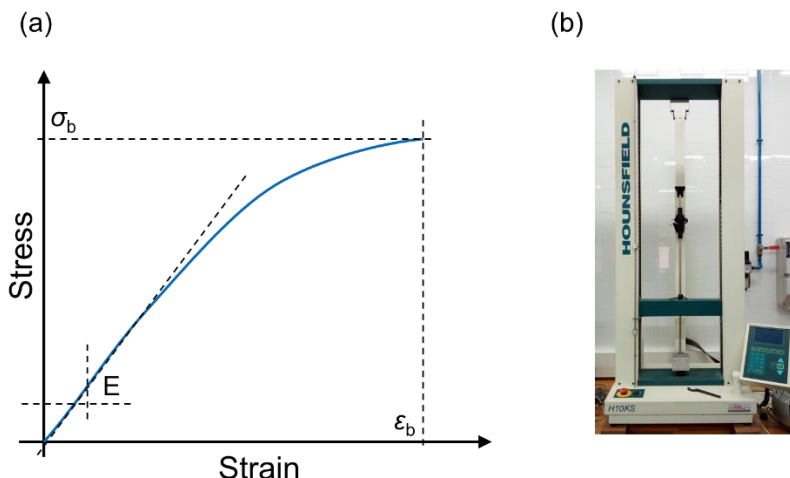 (a)
(b)
σb
Stress
E
εb
Strain
HOUNSFIELD
H10KS